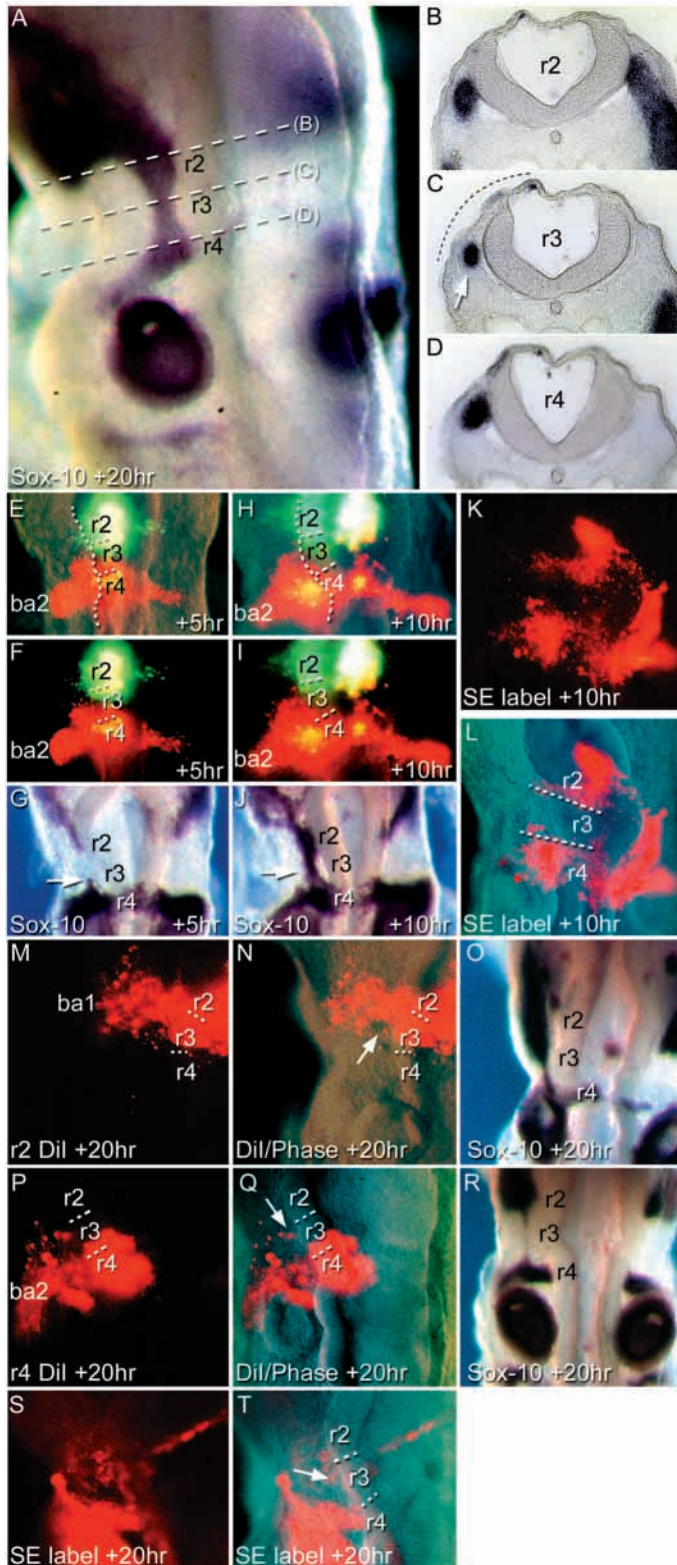 A
(B)
r2
(C)
r3
(D)
r4
Sox-10 +20hr
B
r2
C
r3
D
r4
E
r2
r3
r4
ba2
+5hr
H
r2
r3
r4
ba2
+10hr
K
SE label +10hr
F
r2
r3
r4
ba2
+5hr
I
r2
r3
r4
ba2
+10hr
L
r2
r3
r4
SE label +10hr
G
r2
r3
r4
Sox-10
+5hr
J
r2
r3
r4
Sox-10
+10hr
M
ba1
r2
r3
r4
r2 DiI +20hr
N
r2
r3
r4
DiI/Phase +20hr
O
r2
r3
r4
Sox-10 +20hr
P
r2
r3
r4
ba2
r4 DiI +20hr
Q
r2
r3
r4
DiI/Phase +20hr
R
r2
r3
r4
Sox-10 +20hr
S
SE label +20hr
T
r2
r3
r4
SE label +20hr